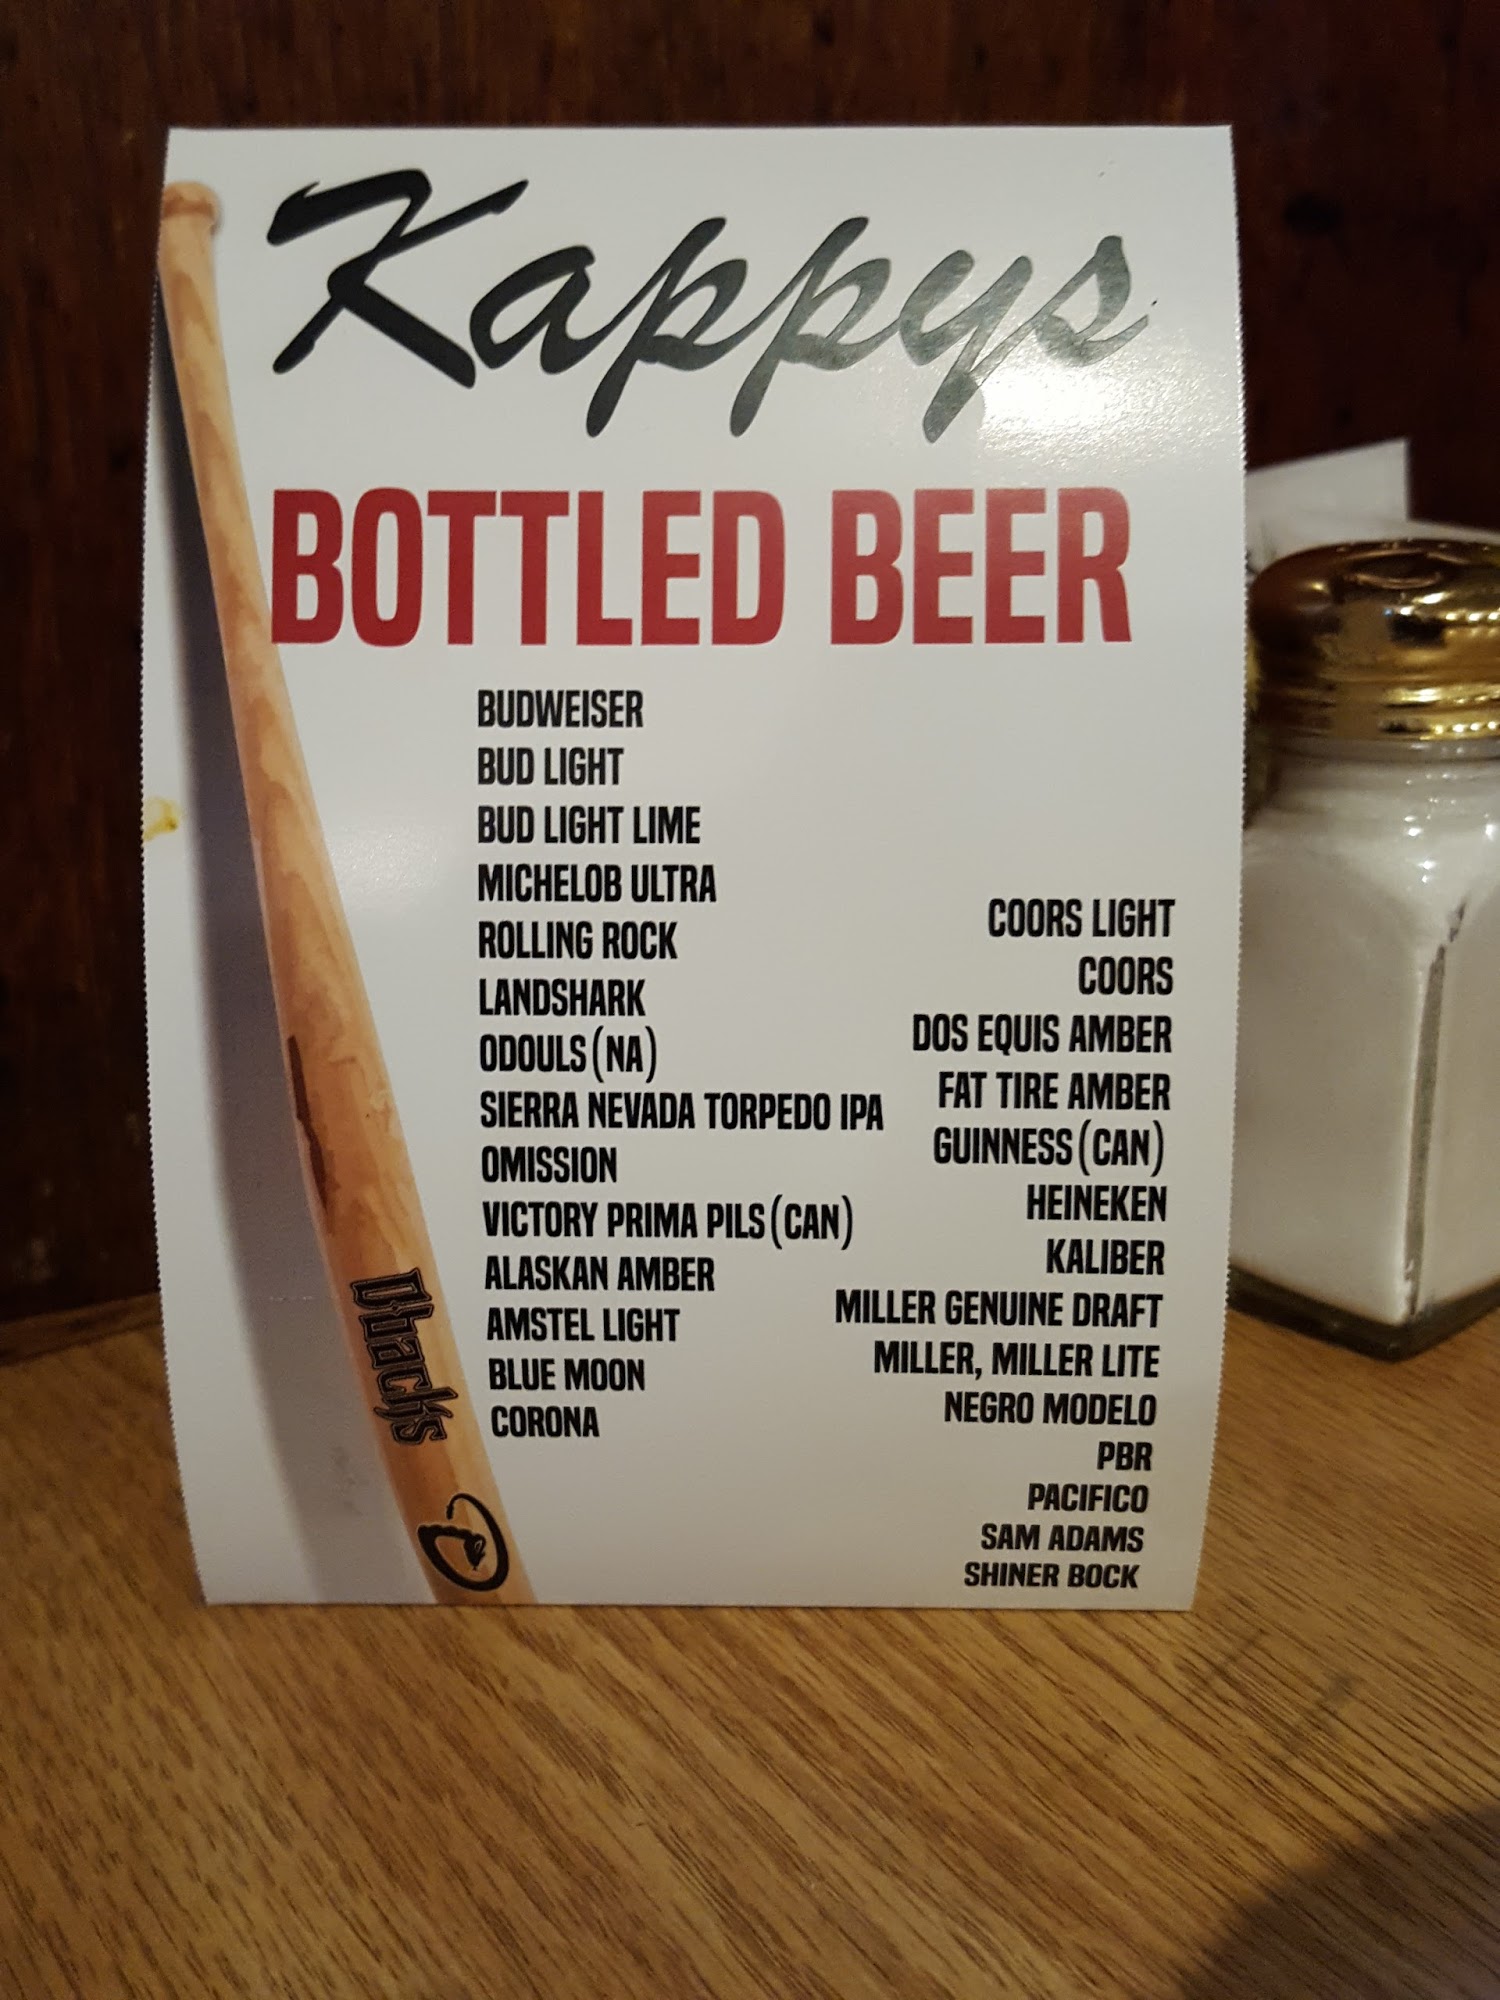 Kappys
BOTTLED BEER
BUDWEISER
BUD LIGHT
BUD LIGHT LIME
MICHELOB ULTRA
ROLLING ROCK
LANDSHARK
ODOULS (NA)
SIERRA NEVADA TORPEDO IPA
OMISSION
VICTORY PRIMA PILS (CAN)
ALASKAN AMBER
AMSTEL LIGHT
BLUE MOON
CORONA
COORS LIGHT
COORS
DOS EQUIS AMBER
FAT TIRE AMBER
GUINNESS (CAN)
HEINEKEN
KALIBER
MILLER GENUINE DRAFT
MILLER, MILLER LITE
NEGRO MODELO
PBR
PACIFICO
SAM ADAMS
SHINER BOCK
Dback's